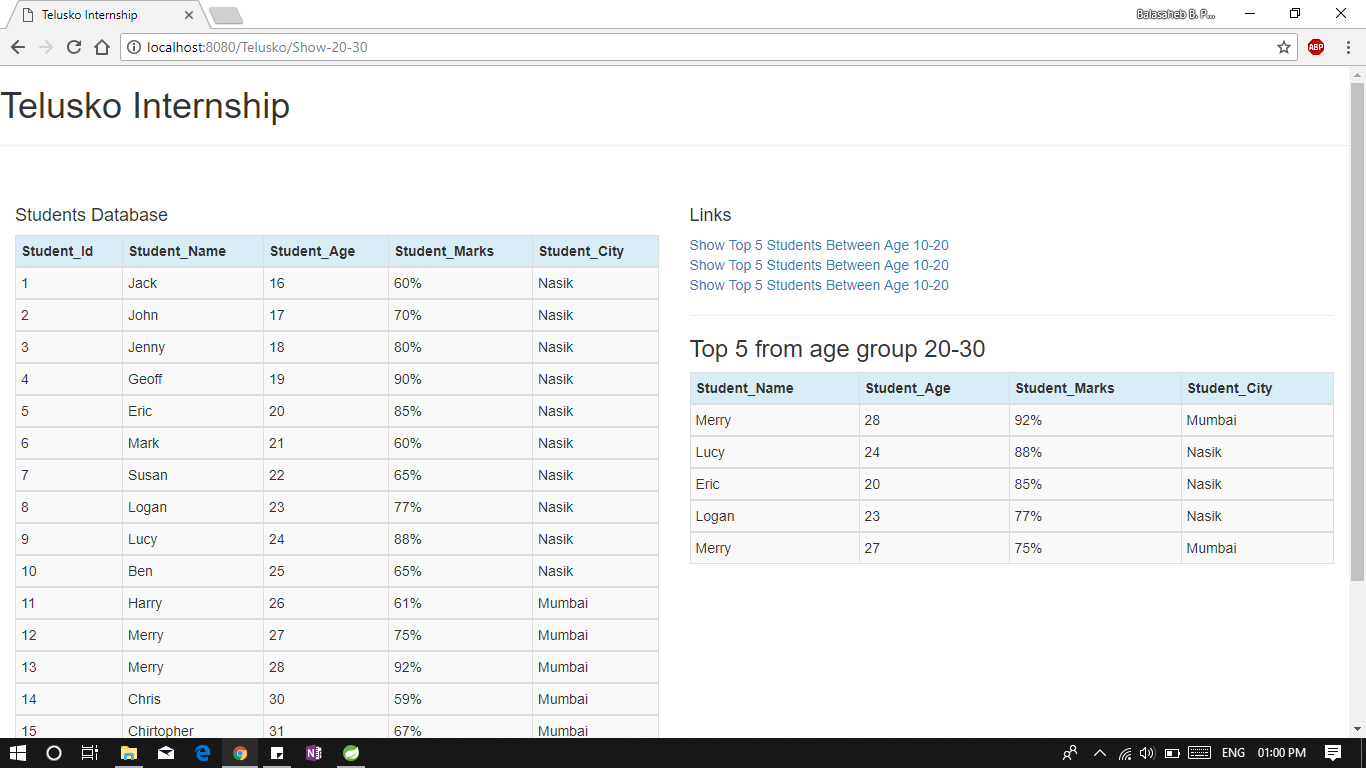 Telusko Internship
Balasaheb B. P...
localhost:8080/Telusko/Show-20-30
ABP
Telusko Internship
Students Database
Student_Id Student_Name Student_Age Student_Marks Student_City
1 Jack 16 60% Nasik
2 John 17 70% Nasik
3 Jenny 18 80% Nasik
4 Geoff 19 90% Nasik
5 Eric 20 85% Nasik
6 Mark 21 60% Nasik
7 Susan 22 65% Nasik
8 Logan 23 77% Nasik
9 Lucy 24 88% Nasik
10 Ben 25 65% Nasik
11 Harry 26 61% Mumbai
12 Merry 27 75% Mumbai
13 Merry 28 92% Mumbai
14 Chris 30 59% Mumbai
15 Chirtopher 31 67% Mumbai
Links
Show Top 5 Students Between Age 10-20
Show Top 5 Students Between Age 10-20
Show Top 5 Students Between Age 10-20
Top 5 from age group 20-30
Student_Name Student_Age Student_Marks Student_City
Merry 28 92% Mumbai
Lucy 24 88% Nasik
Eric 20 85% Nasik
Logan 23 77% Nasik
Merry 27 75% Mumbai
ENG 01:00 PM